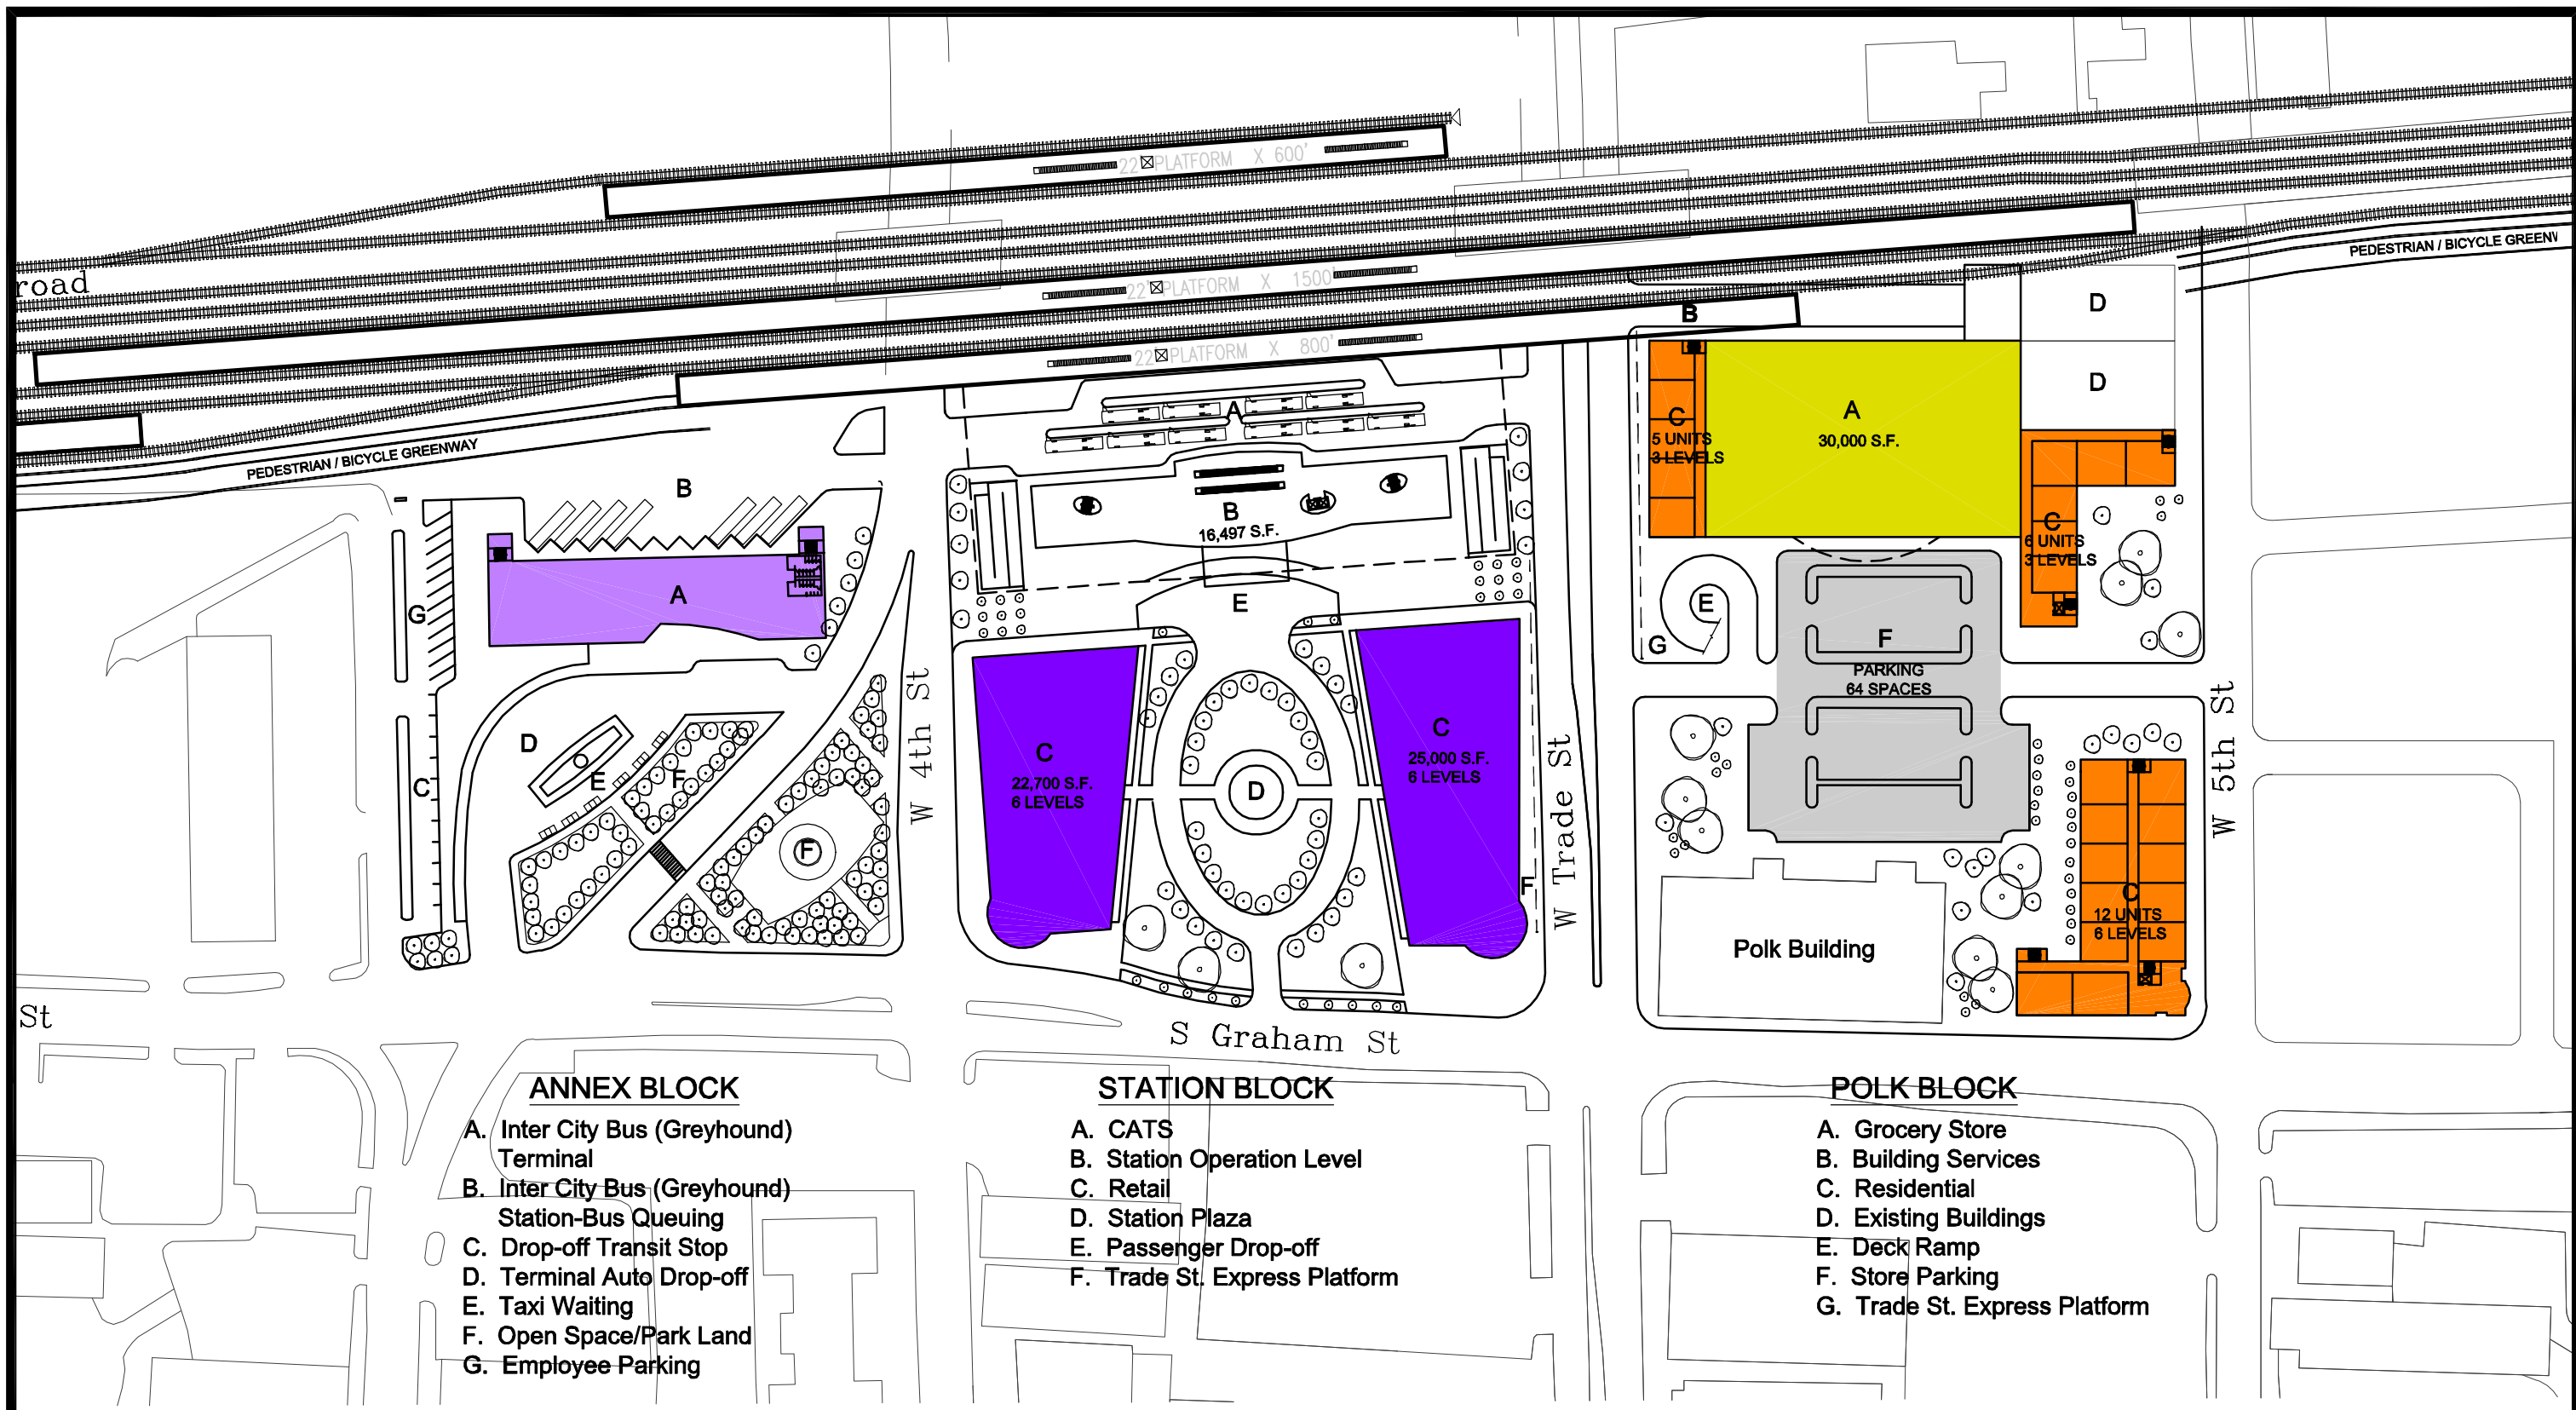 22' PLATFORM X 600'
road
22' PLATFORM X 1500'
22' PLATFORM X 800'
PEDESTRIAN / BICYCLE GREENW
PEDESTRIAN / BICYCLE GREENWAY
B
A
G
C
D
E
F
F
W 4th St
A
B
16,497 S.F.
E
C
22,700 S.F.
6 LEVELS
D
C
25,000 S.F.
6 LEVELS
F
W Trade St
B
D
D
A
30,000 S.F.
C
5 UNITS
3 LEVELS
C
6 UNITS
3 LEVELS
E
G
F
PARKING
64 SPACES
C
12 UNITS
6 LEVELS
Polk Building
W 5th St
St
S Graham St
ANNEX BLOCK
A. Inter City Bus (Greyhound)
Terminal
B. Inter City Bus (Greyhound)
Station-Bus Queuing
C. Drop-off Transit Stop
D. Terminal Auto Drop-off
E. Taxi Waiting
F. Open Space/Park Land
G. Employee Parking
STATION BLOCK
A. CATS
B. Station Operation Level
C. Retail
D. Station Plaza
E. Passenger Drop-off
F. Trade St. Express Platform
POLK BLOCK
A. Grocery Store
B. Building Services
C. Residential
D. Existing Buildings
E. Deck Ramp
F. Store Parking
G. Trade St. Express Platform